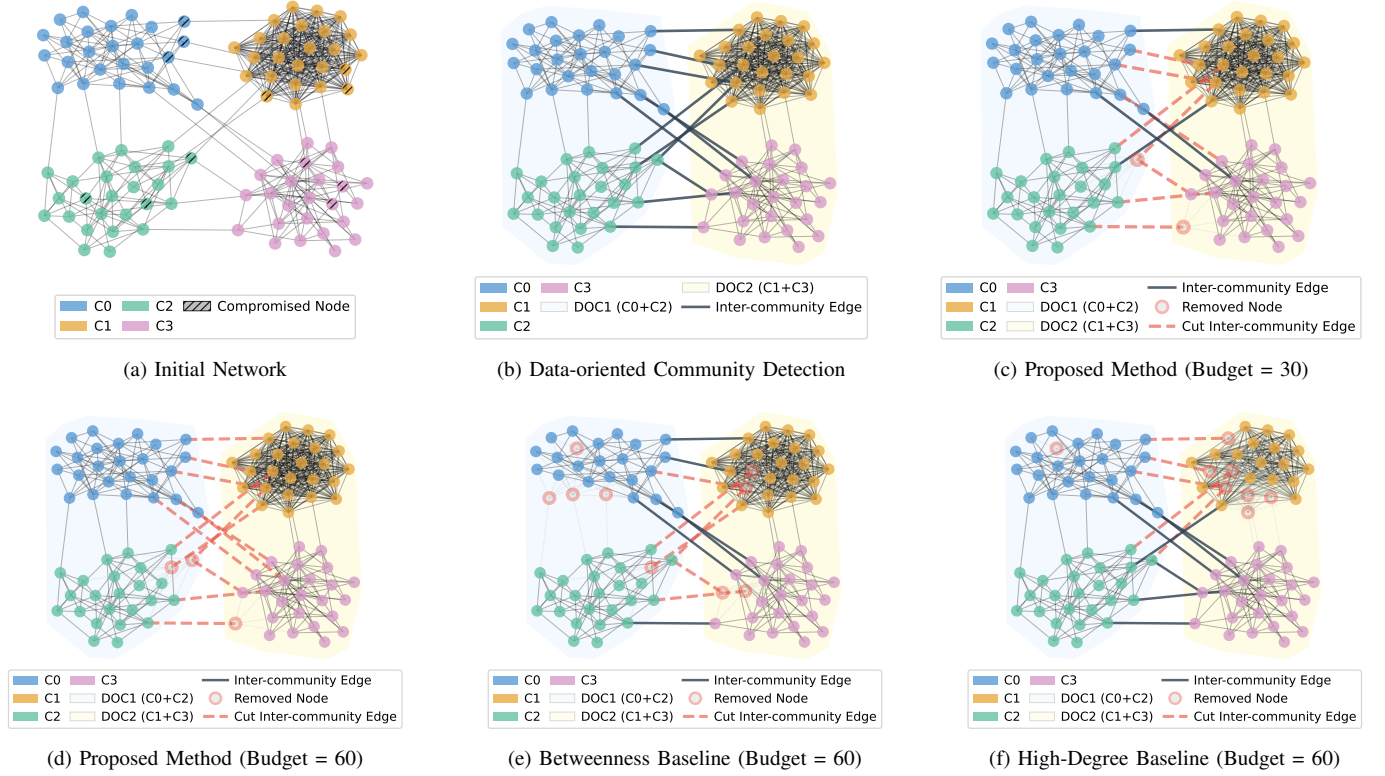 C0 C2 Compromised Node
C1 C3
(a) Initial Network
C0 C3 DOC2 (C1+C3)
C1 DOC1 (C0+C2) Inter-community Edge
C2
(b) Data-oriented Community Detection
C0 C3 Inter-community Edge
C1 DOC1 (C0+C2) Removed Node
C2 DOC2 (C1+C3) Cut Inter-community Edge
(c) Proposed Method (Budget = 30)
C0 C3 Inter-community Edge
C1 DOC1 (C0+C2) Removed Node
C2 DOC2 (C1+C3) Cut Inter-community Edge
(d) Proposed Method (Budget = 60)
C0 C3 Inter-community Edge
C1 DOC1 (C0+C2) Removed Node
C2 DOC2 (C1+C3) Cut Inter-community Edge
(e) Betweenness Baseline (Budget = 60)
C0 C3 Inter-community Edge
C1 DOC1 (C0+C2) Removed Node
C2 DOC2 (C1+C3) Cut Inter-community Edge
(f) High-Degree Baseline (Budget = 60)